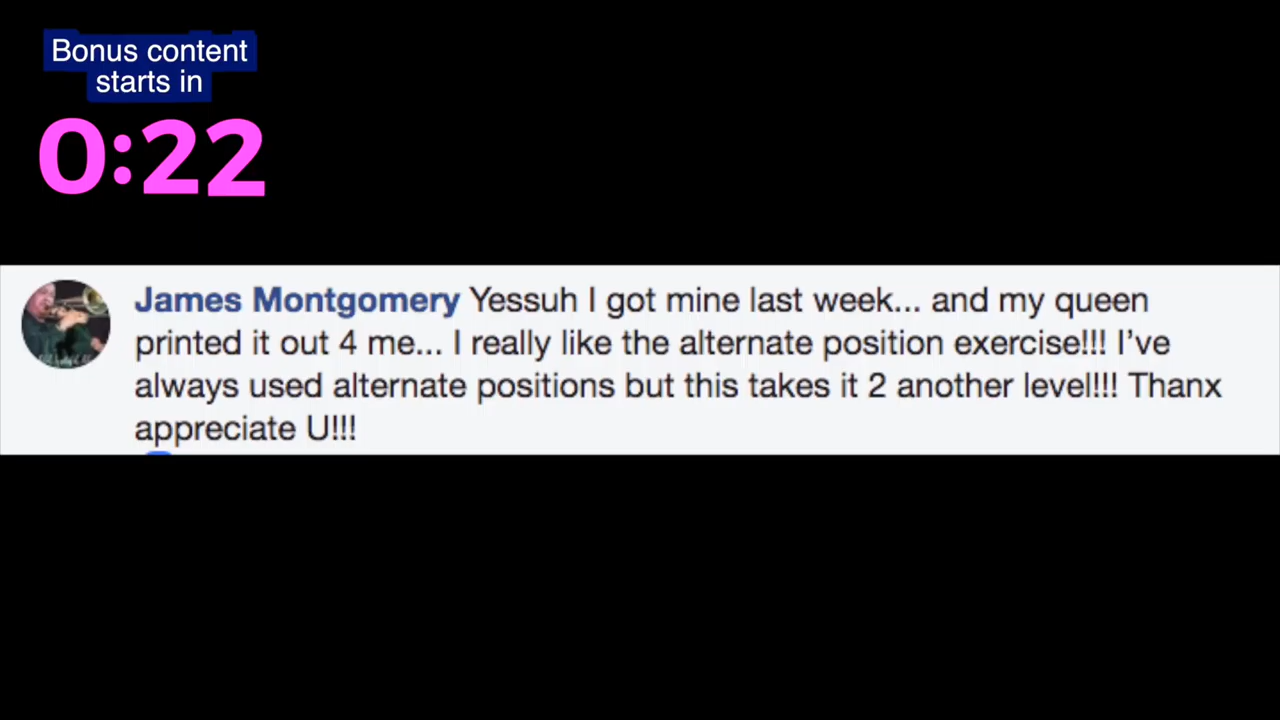 Bonus content
starts in
0:22
James Montgomery Yessuh I got mine last week... and my queen
printed it out 4 me... I really like the alternate position exercise!!! I’ve
always used alternate positions but this takes it 2 another level!!! Thanx
appreciate U!!!